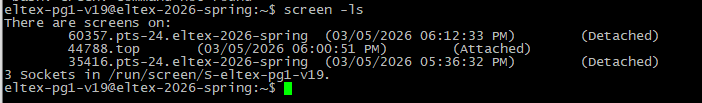 eltex-pg1-v19@eltex-2026-spring:~$ screen -ls
There are screens on:
60357.pts-24.eltex-2026-spring (03/05/2026 06:12:33 PM) (Detached)
44788.top (03/05/2026 06:00:51 PM) (Attached)
35416.pts-24.eltex-2026-spring (03/05/2026 05:36:32 PM) (Detached)
3 Sockets in /run/screen/S-eltex-pg1-v19.
eltex-pg1-v19@eltex-2026-spring:~$